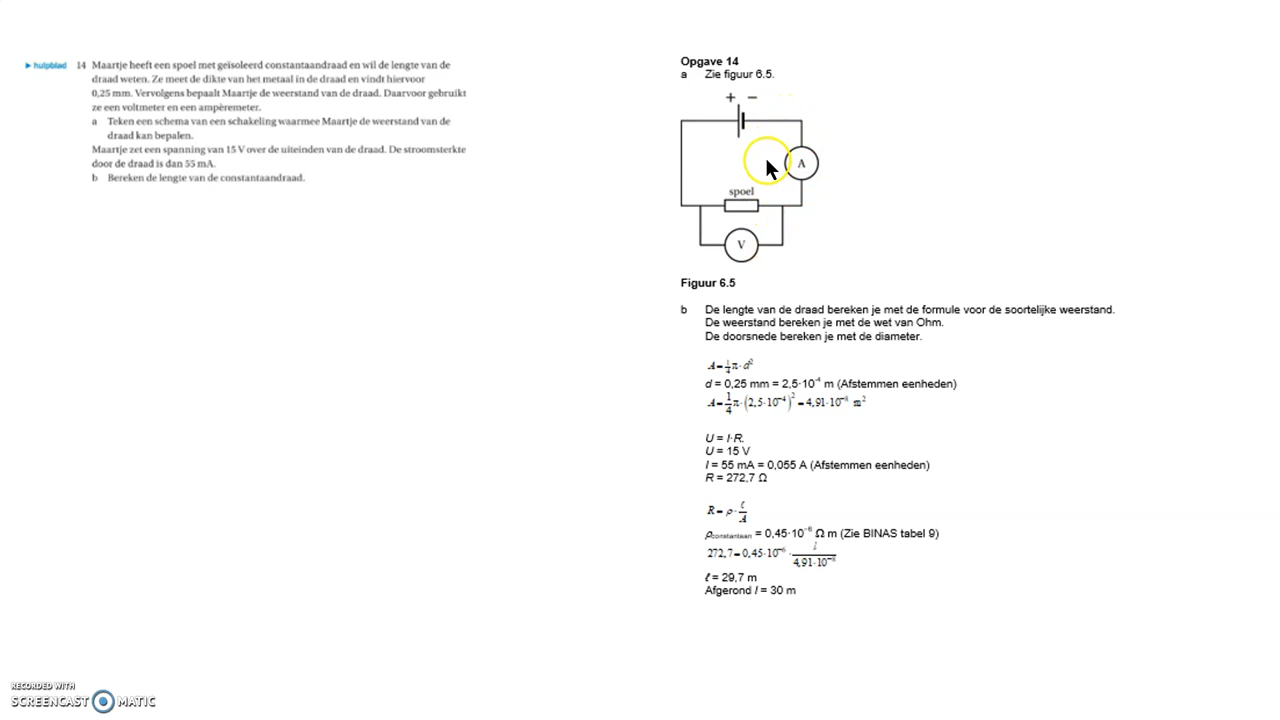 ▸ hulpblad 14 Maartje heeft een spoel met geïsoleerd constantaandraad en wil de lengte van de
draad weten. Ze meet de dikte van het metaal in de draad en vindt hiervoor
0,25 mm. Vervolgens bepaalt Maartje de weerstand van de draad. Daarvoor gebruikt
ze een voltmeter en een ampèremeter.
a Teken een schema van een schakeling waarmee Maartje de weerstand van de
draad kan bepalen.
Maartje zet een spanning van 15 V over de uiteinden van de draad. De stroomsterkte
door de draad is dan 55 mA.
b Bereken de lengte van de constantaandraad.
Opgave 14
a Zie figuur 6.5.
+ −
A
spoel
V
Figuur 6.5
b De lengte van de draad bereken je met de formule voor de soortelijke weerstand.
De weerstand bereken je met de wet van Ohm.
De doorsnede bereken je met de diameter.
A = 1/4 π · d²
d = 0,25 mm = 2,5·10⁻⁴ m (Afstemmen eenheden)
A = 1/4 π · (2,5·10⁻⁴)² = 4,91·10⁻⁸ m²
U = I·R.
U = 15 V
I = 55 mA = 0,055 A (Afstemmen eenheden)
R = 272,7 Ω
R = ρ · ℓ/A
ρconstantaan = 0,45·10⁻⁶ Ω m (Zie BINAS tabel 9)
272,7 = 0,45·10⁻⁶ · l/4,91·10⁻⁸
ℓ = 29,7 m
Afgerond l = 30 m
RECORDED WITH
SCREENCAST MATIC